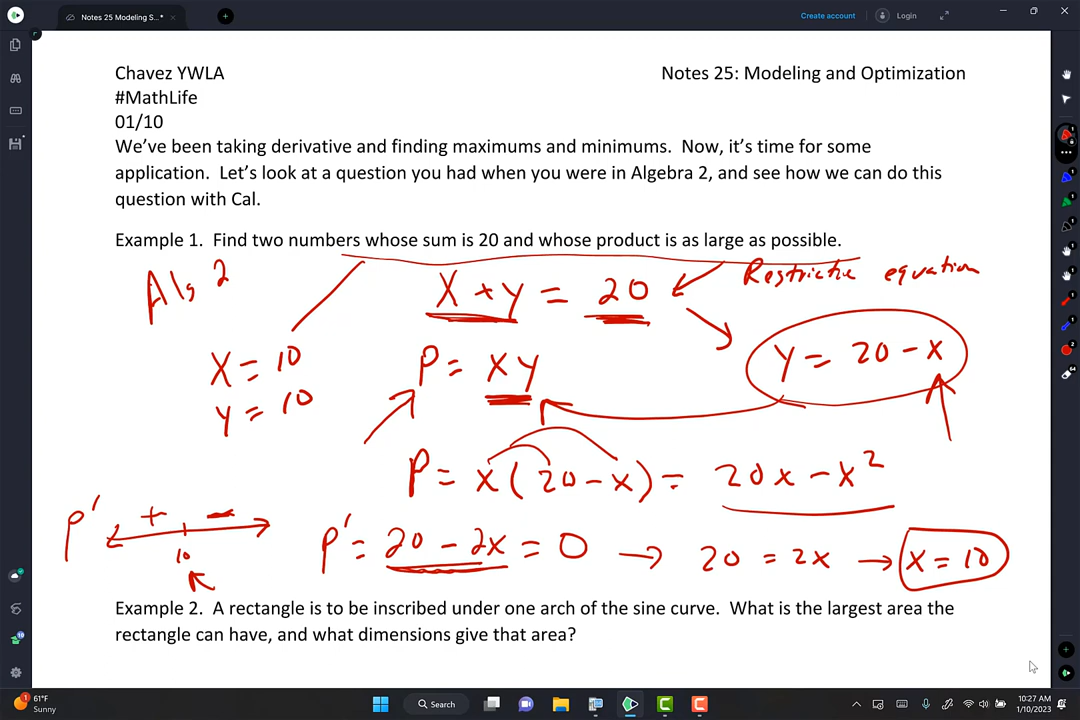 Notes 25 Modeling S...*
Create account
Login
Chavez YWLA
Notes 25: Modeling and Optimization
#MathLife
01/10
We've been taking derivative and finding maximums and minimums. Now, it's time for some
application. Let's look at a question you had when you were in Algebra 2, and see how we can do this
question with Cal.
Example 1. Find two numbers whose sum is 20 and whose product is as large as possible.
Alg 2
x + y = 20
Restrictive equation
x = 10
y = 10
P = xy
y = 20 - x
P = x(20 - x) = 20x - x²
P'
+ -
10
P' = 20 - 2x = 0 → 20 = 2x → x = 10
Example 2. A rectangle is to be inscribed under one arch of the sine curve. What is the largest area the
rectangle can have, and what dimensions give that area?
61°F
Sunny
Search
10:27 AM
1/10/2023